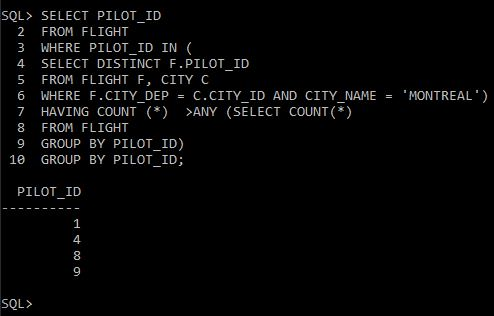 SQL> SELECT PILOT_ID
2 FROM FLIGHT
3 WHERE PILOT_ID IN (
4 SELECT DISTINCT F.PILOT_ID
5 FROM FLIGHT F, CITY C
6 WHERE F.CITY_DEP = C.CITY_ID AND CITY_NAME = 'MONTREAL')
7 HAVING COUNT (*)  >ANY (SELECT COUNT(*)
8 FROM FLIGHT
9 GROUP BY PILOT_ID)
10 GROUP BY PILOT_ID;
PILOT_ID
----------
1
4
8
9
SQL>